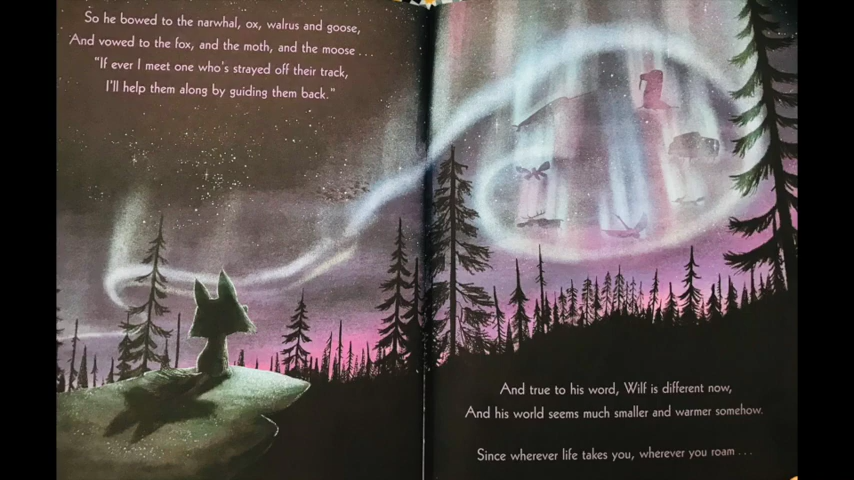 So he bowed to the narwhal, ox, walrus and goose,
And vowed to the fox, and the moth, and the moose . . .
"If ever I meet one who's strayed off their track,
I'll help them along by guiding them back."
And true to his word, Wilf is different now,
And his world seems much smaller and warmer somehow.
Since wherever life takes you, wherever you roam . . .